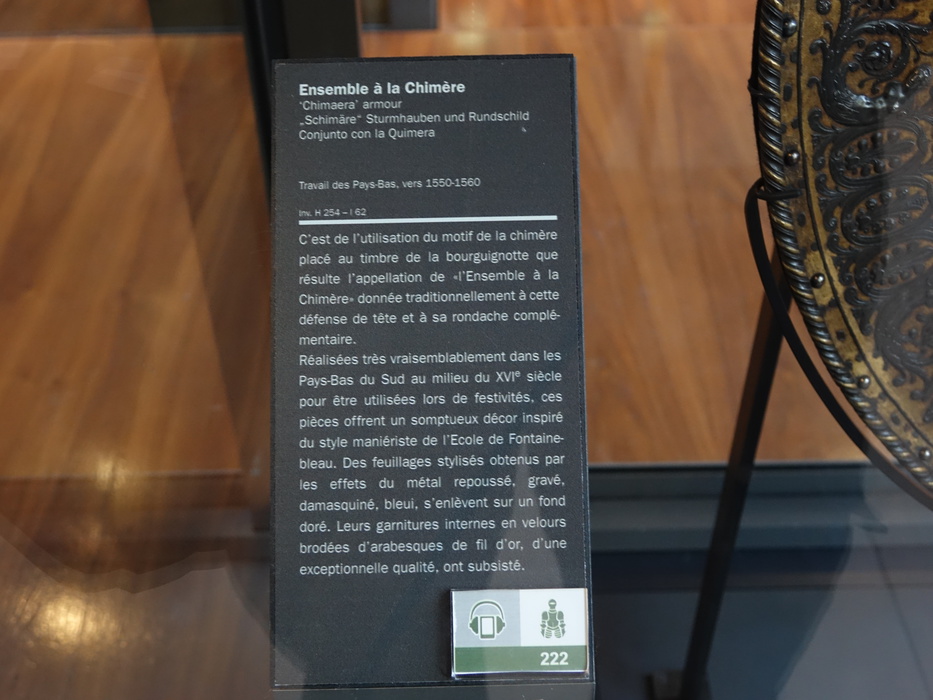 Ensemble à la Chimère
‘Chimaera’ armour
„Schimäre“ Sturmhauben und Rundschild
Conjunto con la Quimera
Travail des Pays-Bas, vers 1550-1560
Inv. H 254 – I 62
C’est de l’utilisation du motif de la chimère
placé au timbre de la bourguignotte que
résulte l’appellation de «l’Ensemble à la
Chimère» donnée traditionnellement à cette
défense de tête et à sa rondache complé-
mentaire.
Réalisées très vraisemblablement dans les
Pays-Bas du Sud au milieu du XVIe siècle
pour être utilisées lors de festivités, ces
pièces offrent un somptueux décor inspiré
du style maniériste de l’Ecole de Fontaine-
bleau. Des feuillages stylisés obtenus par
les effets du métal repoussé, gravé,
damasquiné, bleui, s’enlèvent sur un fond
doré. Leurs garnitures internes en velours
brodées d’arabesques de fil d’or, d’une
exceptionnelle qualité, ont subsisté.
222